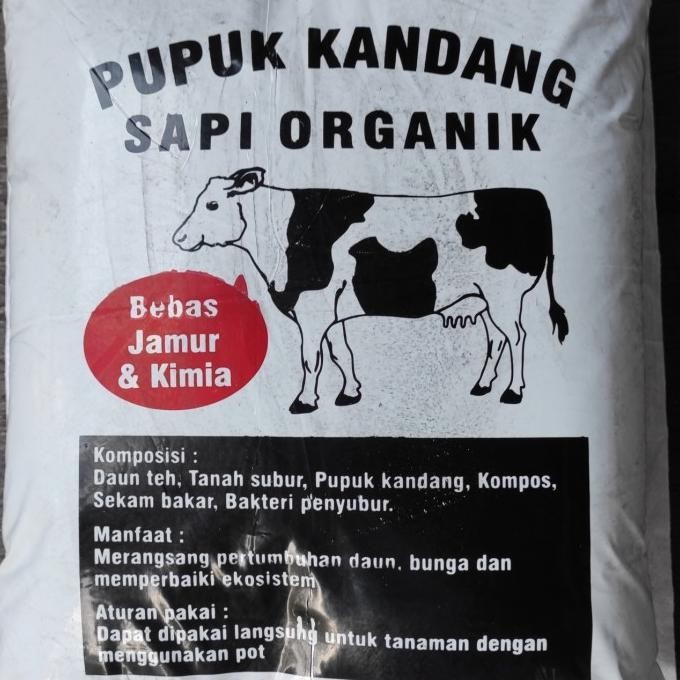 PUPUK KANDANG
SAPI ORGANIK
Bebas
Jamur
& Kimia
Komposisi :
Daun teh, Tanah subur, Pupuk kandang, Kompos,
Sekam bakar, Bakteri penyubur.
Manfaat :
Merangsang pertumbuhan daun, bunga dan
memperbaiki ekosistem
Aturan pakai :
Dapat dipakai langsung untuk tanaman dengan
menggunakan pot